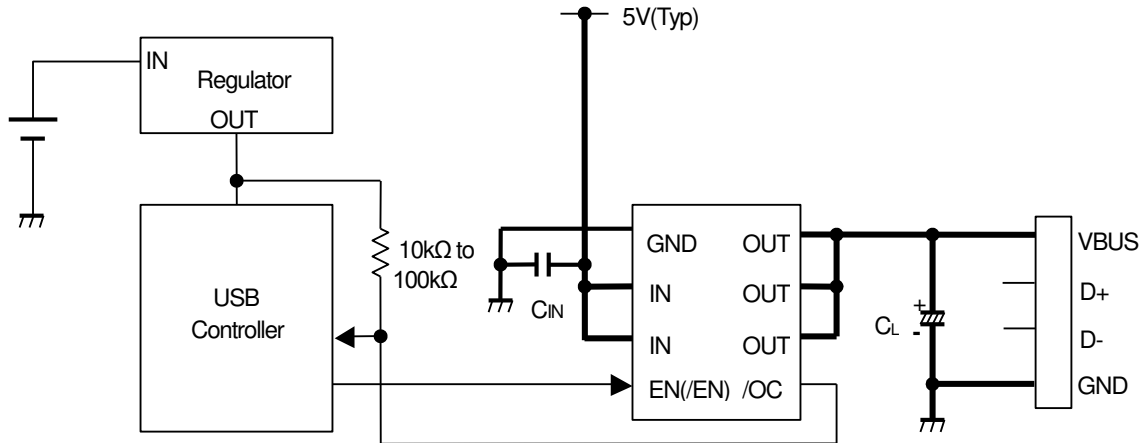 5V(Typ)
IN
Regulator
OUT
10kΩ to
100kΩ
USB
Controller
CIN
GND OUT
IN OUT
IN OUT
EN(/EN) /OC
+
CL
-
VBUS
D+
D-
GND